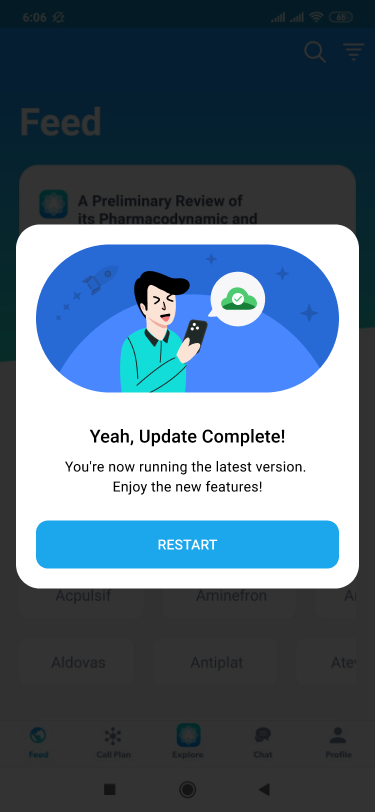 6:06
Feed
A Preliminary Review of
its Pharmacodynamic and
Yeah, Update Complete!
You're now running the latest version.
Enjoy the new features!
RESTART
Acpulsif Aminefron
Aldovas Antiplat
Feed Call Plan Explore Chat Profile